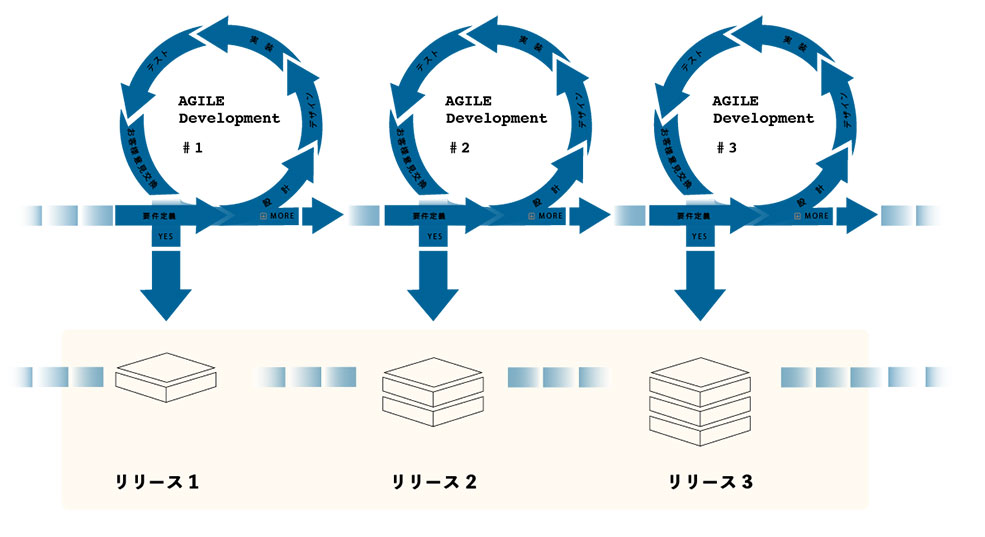 テスト
実装
デザイン
AGILE
Development
#1
お客様意見交換
設計
要件定義
MORE
YES
テスト
実装
デザイン
AGILE
Development
#2
お客様意見交換
設計
要件定義
MORE
YES
テスト
実装
デザイン
AGILE
Development
#3
お客様意見交換
設計
要件定義
MORE
YES
リリース1
リリース2
リリース3